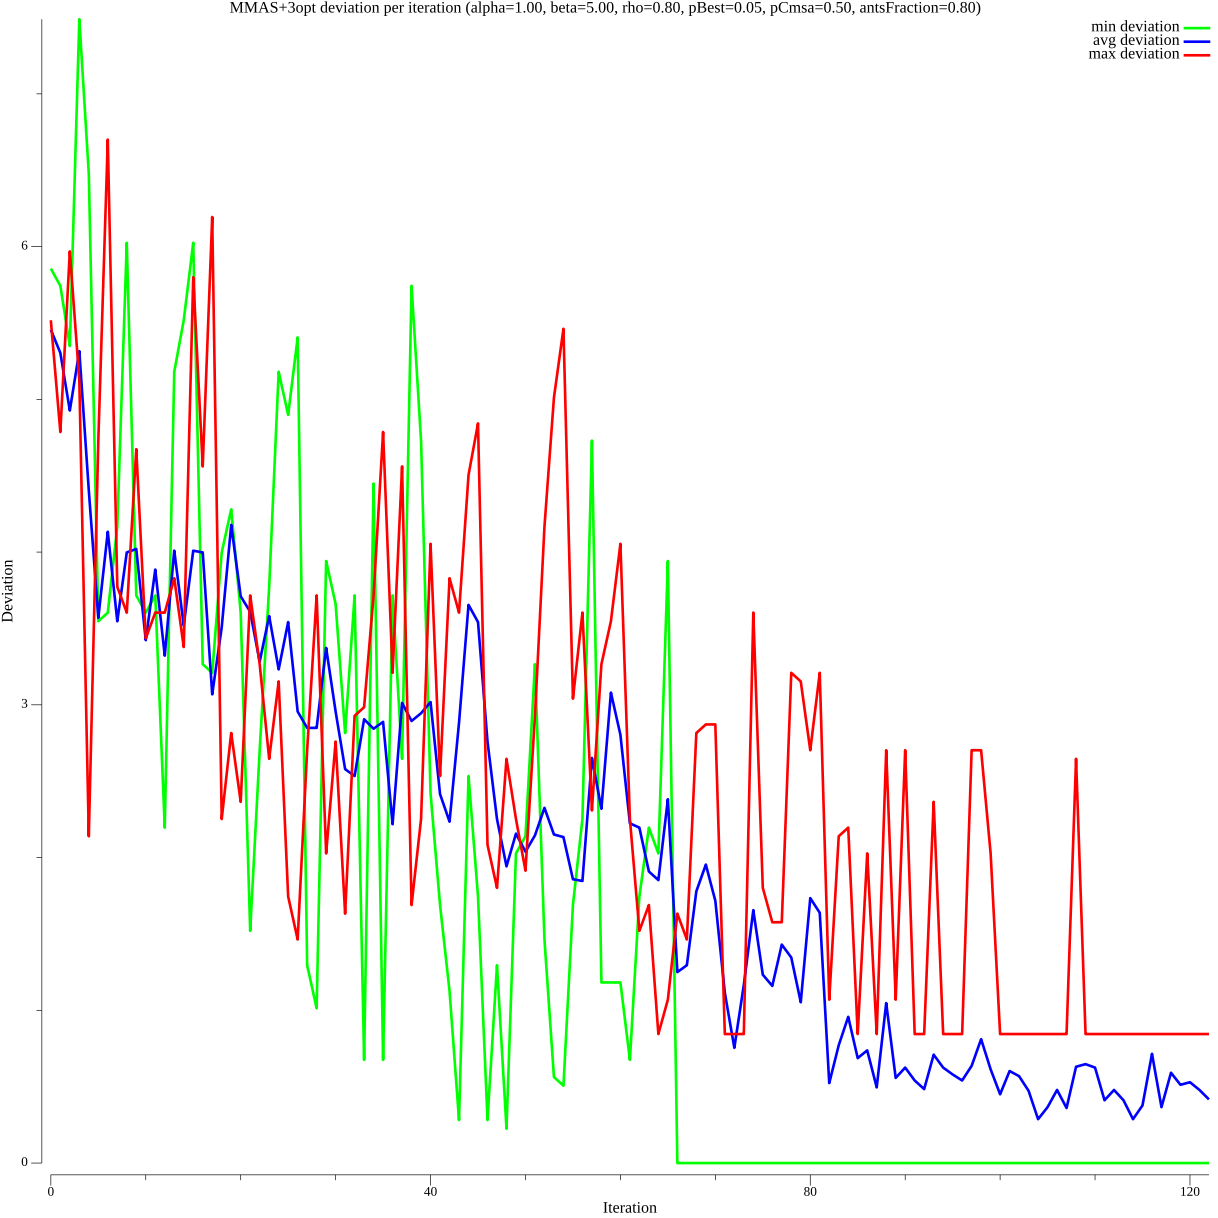 MMAS+3opt deviation per iteration (alpha=1.00, beta=5.00, rho=0.80, pBest=0.05, pCmsa=0.50, antsFraction=0.80)
min deviation
avg deviation
max deviation
6
3
0
Deviation
0
40
80
120
Iteration